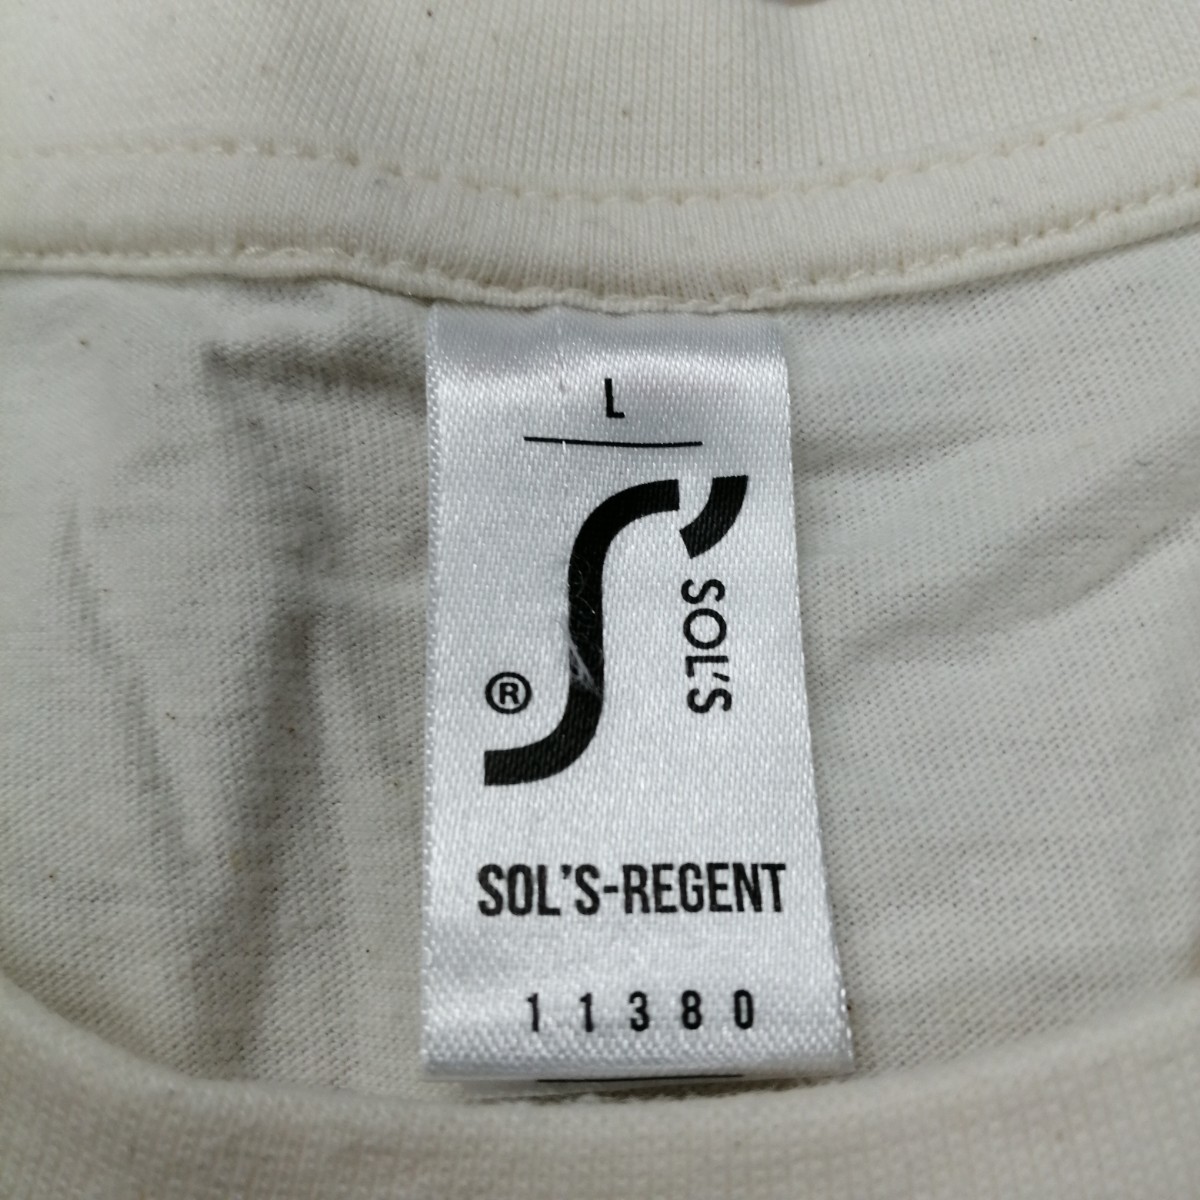 L
SOL'S
®
SOL'S-REGENT
11380